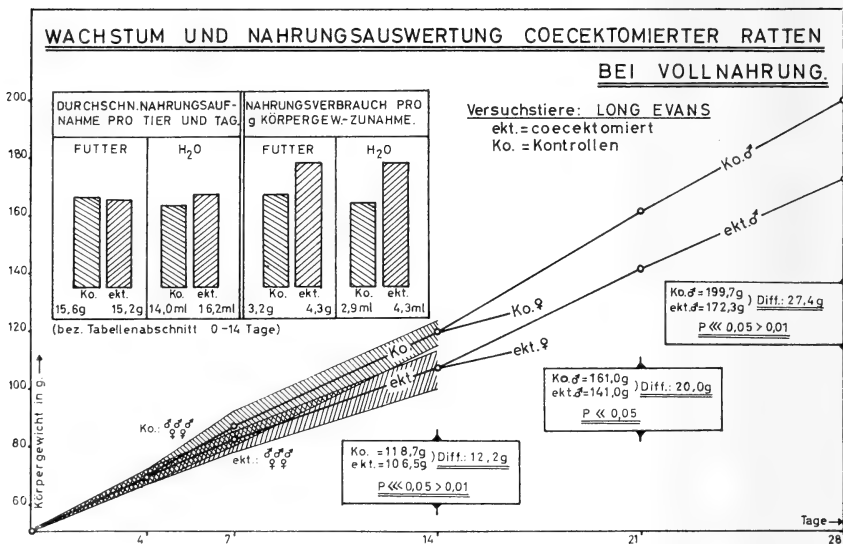 WACHSTUM UND NAHRUNGSAUSWERTUNG COECEKTOMIERTER RATTEN
BEI VOLLNAHRUNG.
DURCHSCHN.NAHRUNGSAUF-
NAHME PRO TIER UND TAG.
NAHRUNGSVERBRAUCH PRO
g KÖRPERGEW.-ZUNAHME.
FUTTER H₂O FUTTER H₂O
Ko. ekt. Ko. ekt. Ko. ekt. Ko. ekt.
15,6g 15,2g 14,0ml 16,2ml 3,2g 4,3g 2,9ml 4,3ml
(bez. Tabellenabschnitt 0-14 Tage)
Versuchstiere: LONG EVANS
ekt.=coecektomiert
Ko. = Kontrollen
Ko.♂
ekt.♂
Ko.♀
ekt.♀
Ko.
ekt.
Ko.: ♂♂♂
♀♀
ekt.: ♂♂♂
♀♀
Ko. =118,7g
ekt.=106,5g ) Diff.: 12,2g
P<<<0,05>0,01
Ko.♂=161,0g
ekt.♂=141,0g ) Diff.: 20,0g
P << 0,05
Ko.♂=199,7g
ekt.♂=172,3g ) Diff.: 27,4g
P <<< 0,05 > 0,01
Körpergewicht in g.
200
180
160
140
120
100
80
60
4 7 14 21 28
Tage